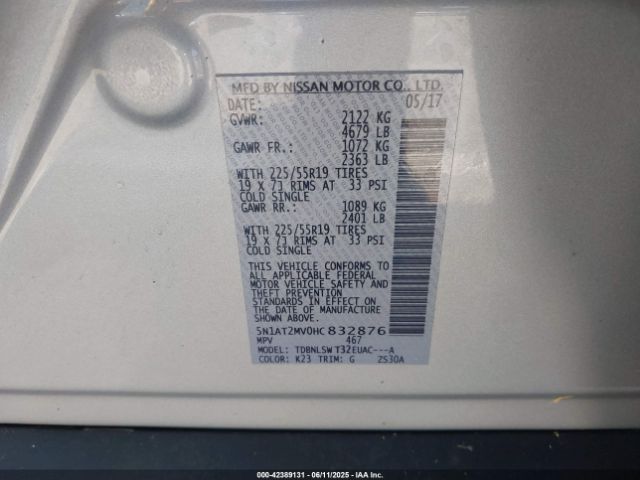 MFD BY NISSAN MOTOR CO., LTD.
DATE: 05/17
GVWR: 2122 KG
4679 LB
GAWR FR.: 1072 KG
2363 LB
WITH 225/55R19 TIRES
19 X 7J RIMS AT 33 PSI
COLD SINGLE
GAWR RR.: 1089 KG
2401 LB
WITH 225/55R19 TIRES
19 X 7J RIMS AT 33 PSI
COLD SINGLE
THIS VEHICLE CONFORMS TO
ALL APPLICABLE FEDERAL
MOTOR VEHICLE SAFETY AND
THEFT PREVENTION
STANDARDS IN EFFECT ON
THE DATE OF MANUFACTURE
SHOWN ABOVE.
5N1AT2MV0HC832876
MPV 467
MODEL: TDBNLSW T32EUAC---A
COLOR: K23 TRIM: G ZS30A
000-42389131 - 06/11/2025 - IAAI, Inc.